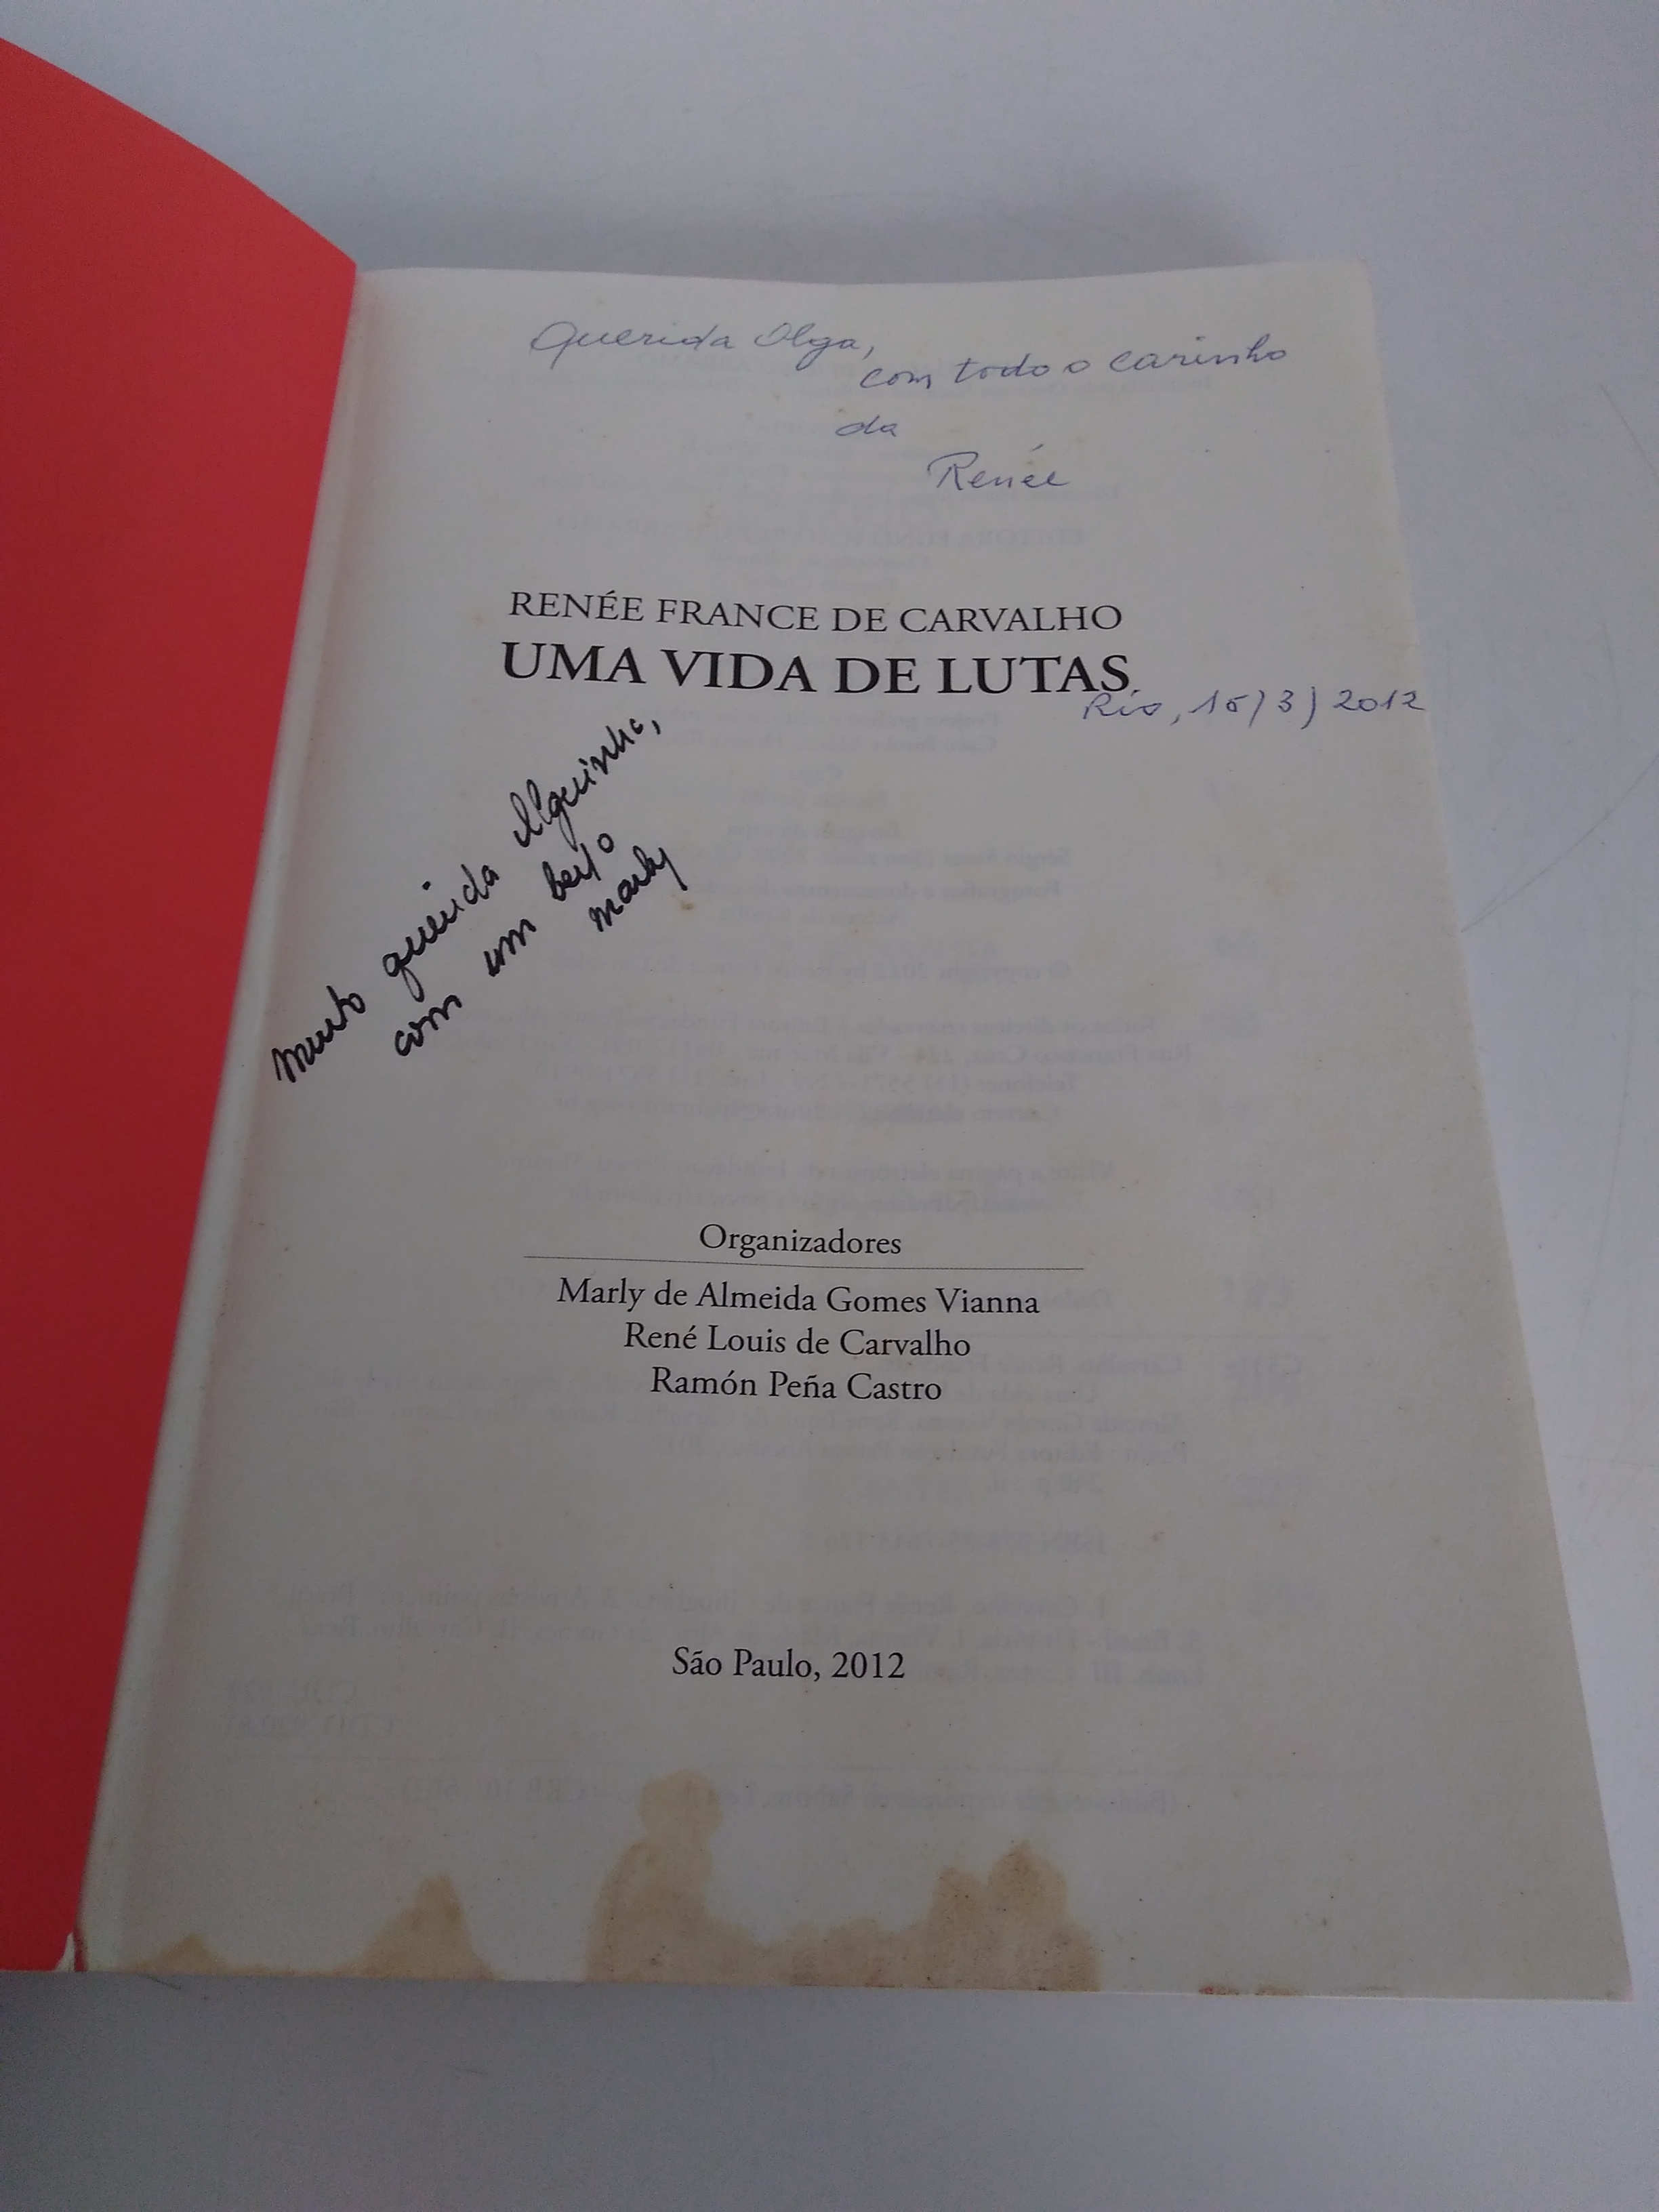 Querida Olga,
com todo o carinho
da
Renée
RENÉE FRANCE DE CARVALHO
UMA VIDA DE LUTAS
Rio, 15/3/2012
Muito querida Olguinha,
com um beijo
Marly
Organizadores
Marly de Almeida Gomes Vianna
René Louis de Carvalho
Ramón Peña Castro
São Paulo, 2012